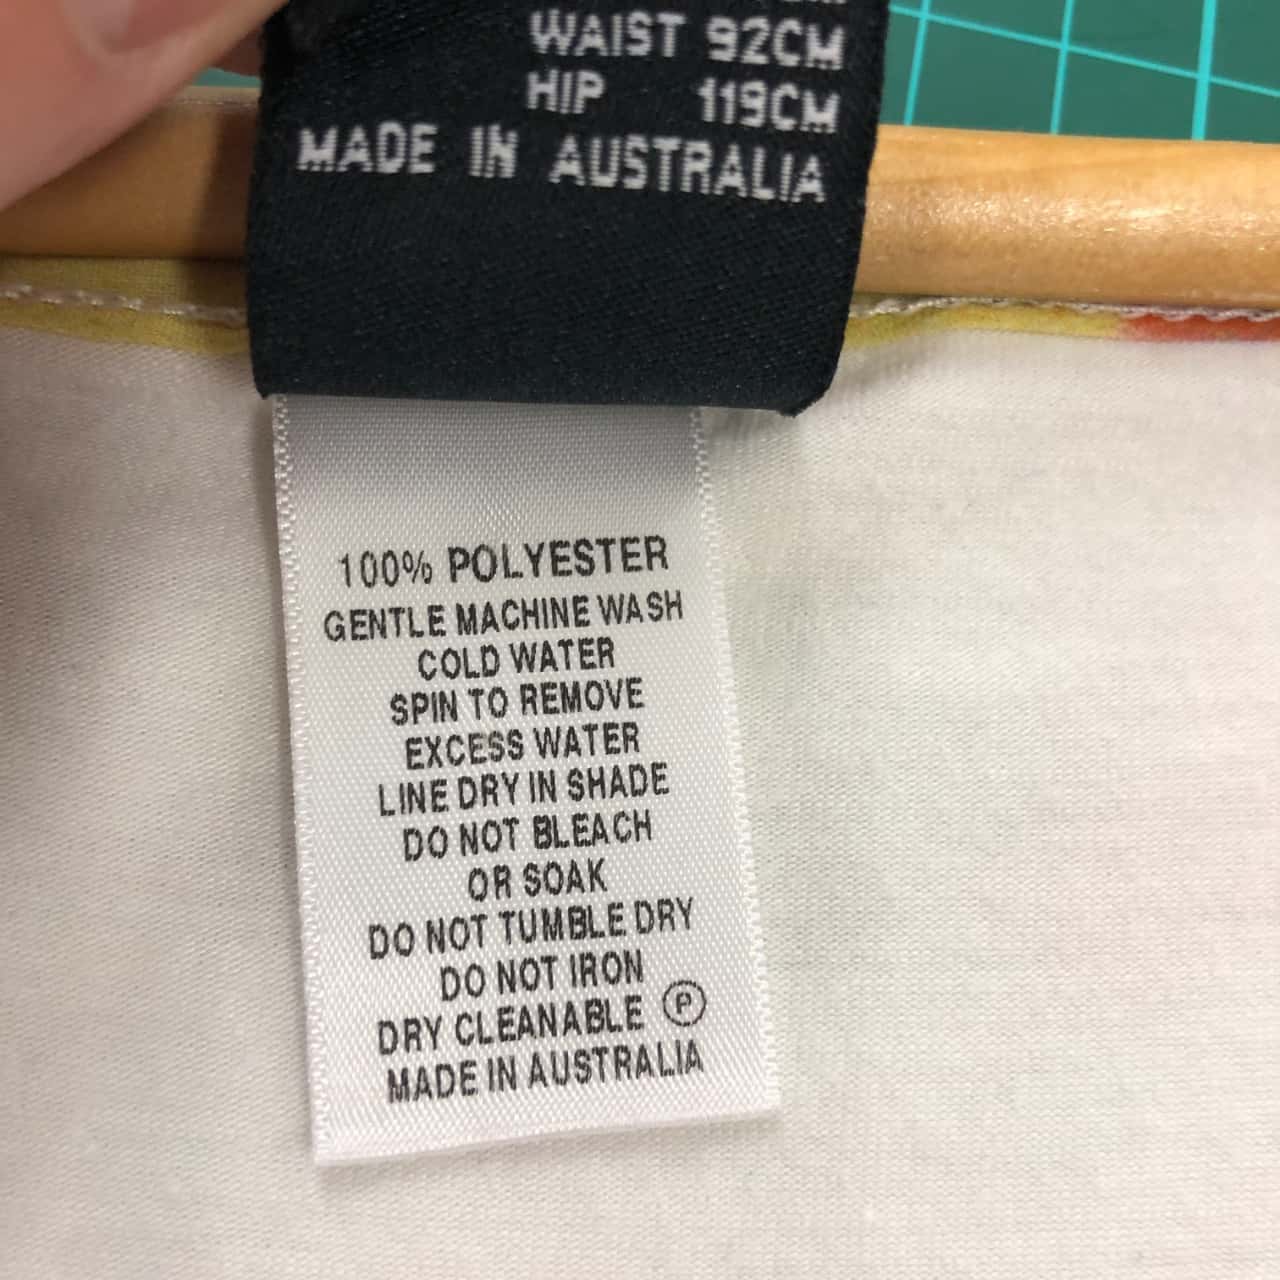 WAIST 92CM
HIP 119CM
MADE IN AUSTRALIA
100% POLYESTER
GENTLE MACHINE WASH
COLD WATER
SPIN TO REMOVE
EXCESS WATER
LINE DRY IN SHADE
DO NOT BLEACH
OR SOAK
DO NOT TUMBLE DRY
DO NOT IRON
DRY CLEANABLE Ⓟ
MADE IN AUSTRALIA